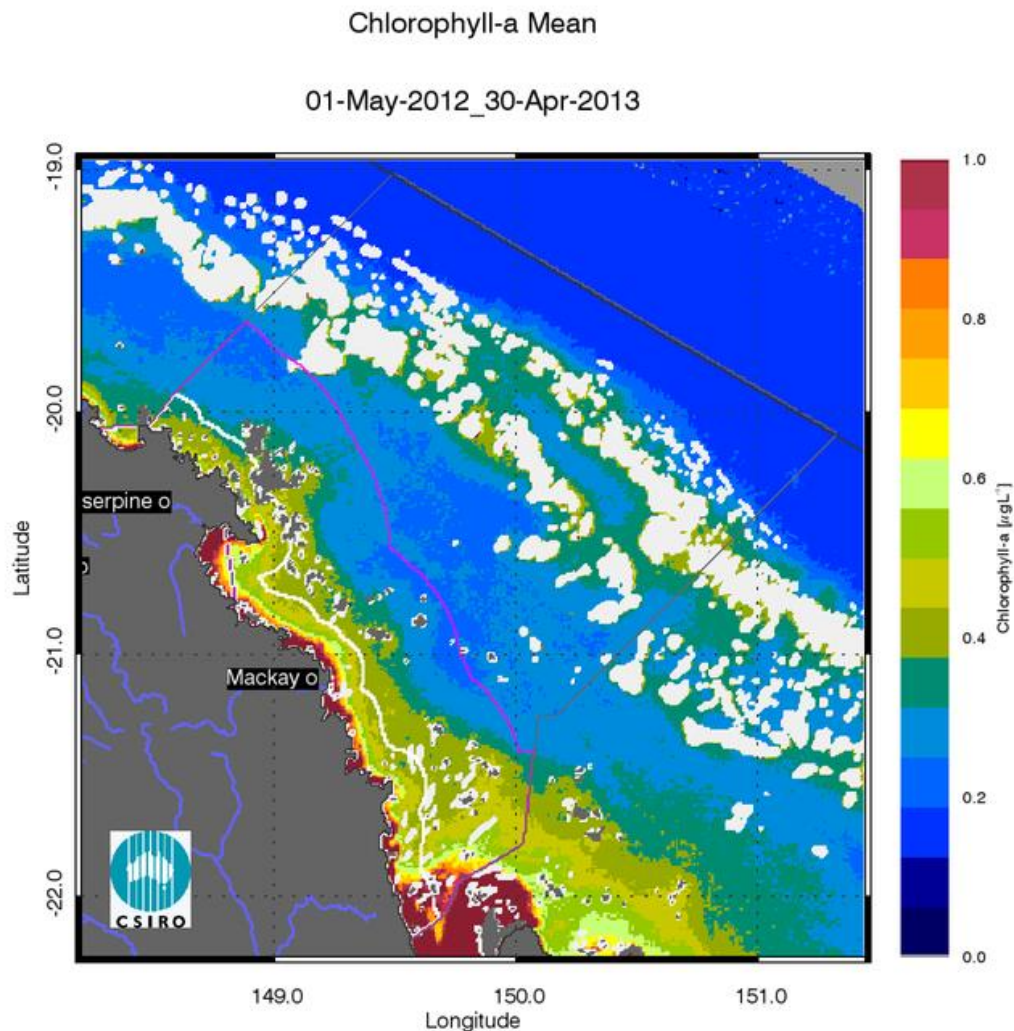 Chlorophyll-a Mean
01-May-2012_30-Apr-2013
-19.0
-20.0
-21.0
-22.0
Latitude
serpine o
o
Mackay o
CSIRO
149.0
150.0
151.0
Longitude
1.0
0.8
0.6
0.4
0.2
0.0
Chlorophyll-a [μgL⁻¹]